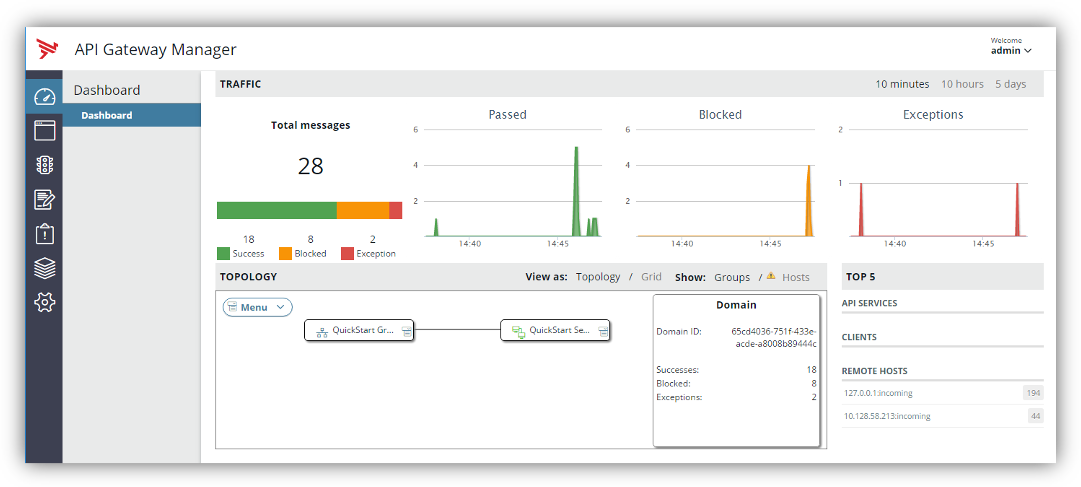 API Gateway Manager
Welcome
admin
Dashboard
Dashboard
TRAFFIC
10 minutes 10 hours 5 days
Total messages
28
18 8 2
Success Blocked Exception
Passed
6
4
2
14:40 14:45
Blocked
6
4
2
14:40 14:45
Exceptions
2
1
14:40 14:45
TOPOLOGY
View as: Topology / Grid Show: Groups / Hosts
Menu
QuickStart Gr...
QuickStart Se...
Domain
Domain ID: 65cd4036-751f-433e-
acde-a8008b89444c
Successes: 18
Blocked: 8
Exceptions: 2
TOP 5
API SERVICES
CLIENTS
REMOTE HOSTS
127.0.0.1:incoming 194
10.128.58.213:incoming 44